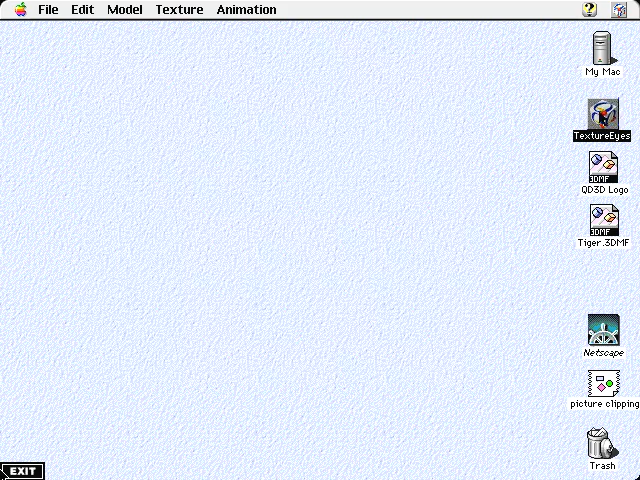 File Edit Model Texture Animation
My Mac
TextureEyes
3DMF
QD3D Logo
3DMF
Tiger.3DMF
Netscape
picture clipping
Trash
EXIT